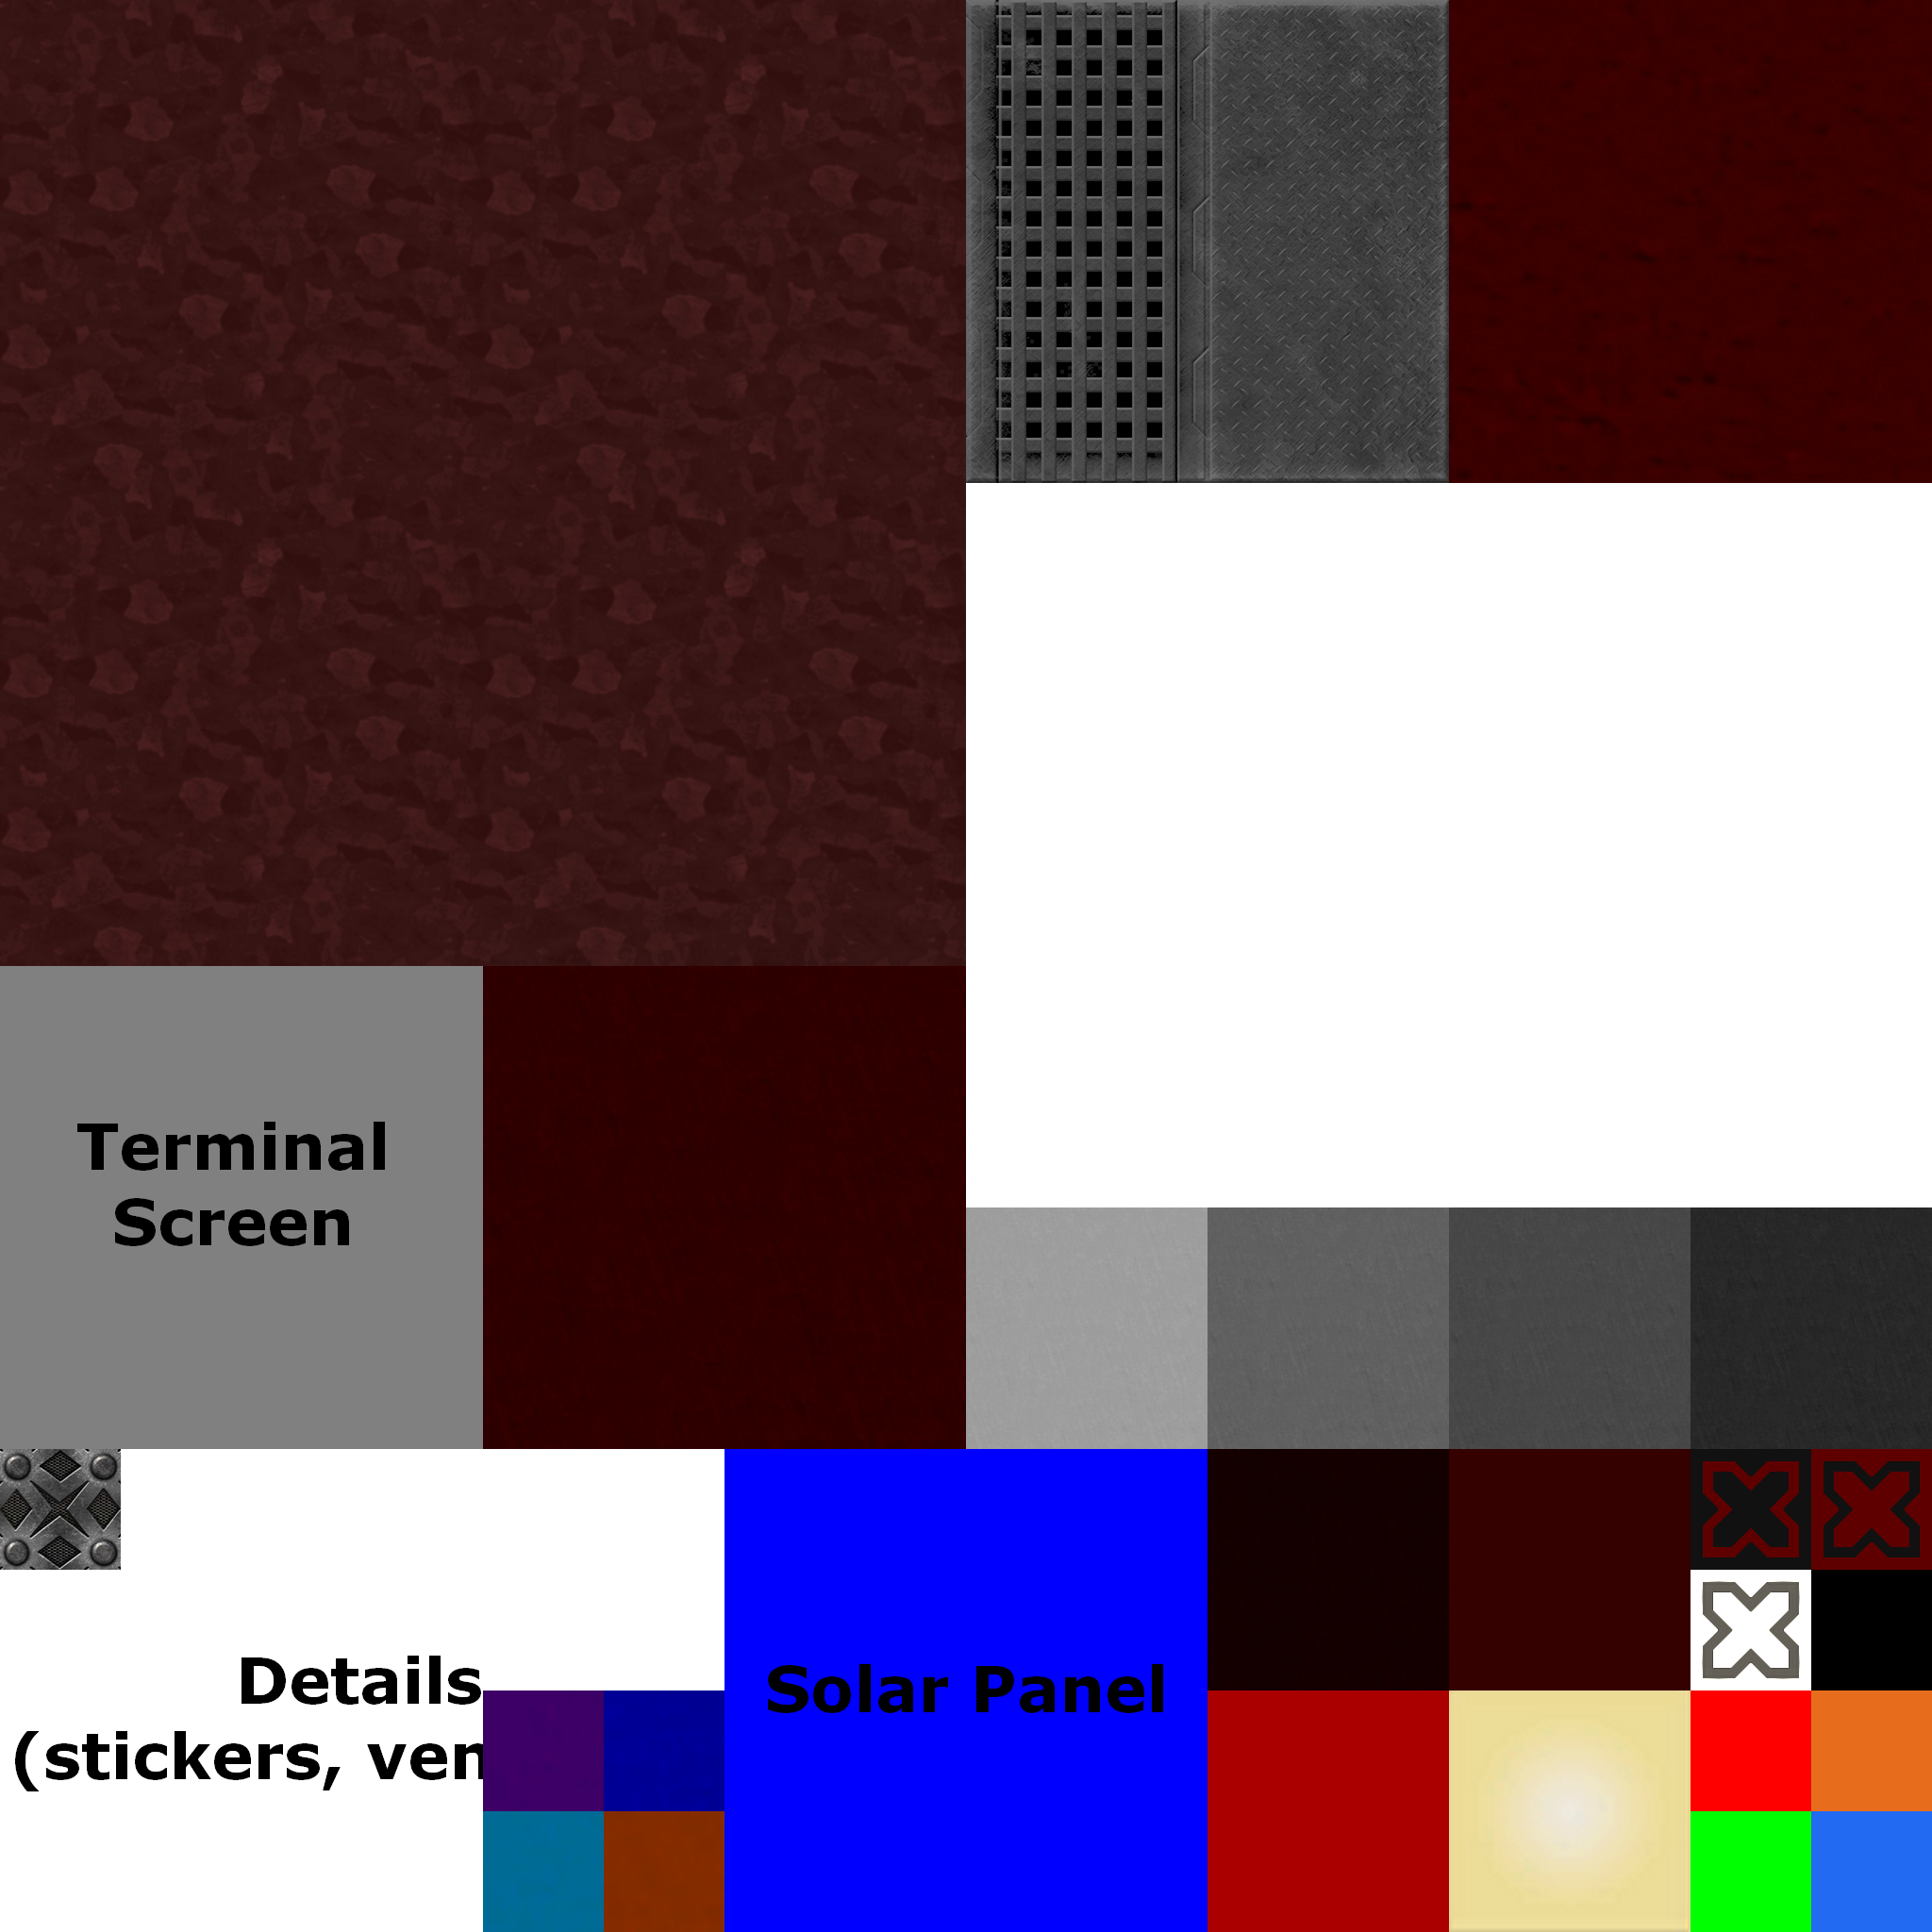 Terminal
Screen
Details
(stickers, ven
Solar Panel